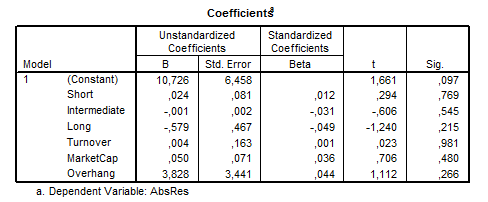 Coefficients a
Unstandardized Coefficients Standardized Coefficients
Model B Std. Error Beta t Sig.
1 (Constant) 10,726 6,458 1,661 ,097
Short ,024 ,081 ,012 ,294 ,769
Intermediate -,001 ,002 -,031 -,606 ,545
Long -,579 ,467 -,049 -1,240 ,215
Turnover ,004 ,163 ,001 ,023 ,981
MarketCap ,050 ,071 ,036 ,706 ,480
Overhang 3,828 3,441 ,044 1,112 ,266
a. Dependent Variable: AbsRes